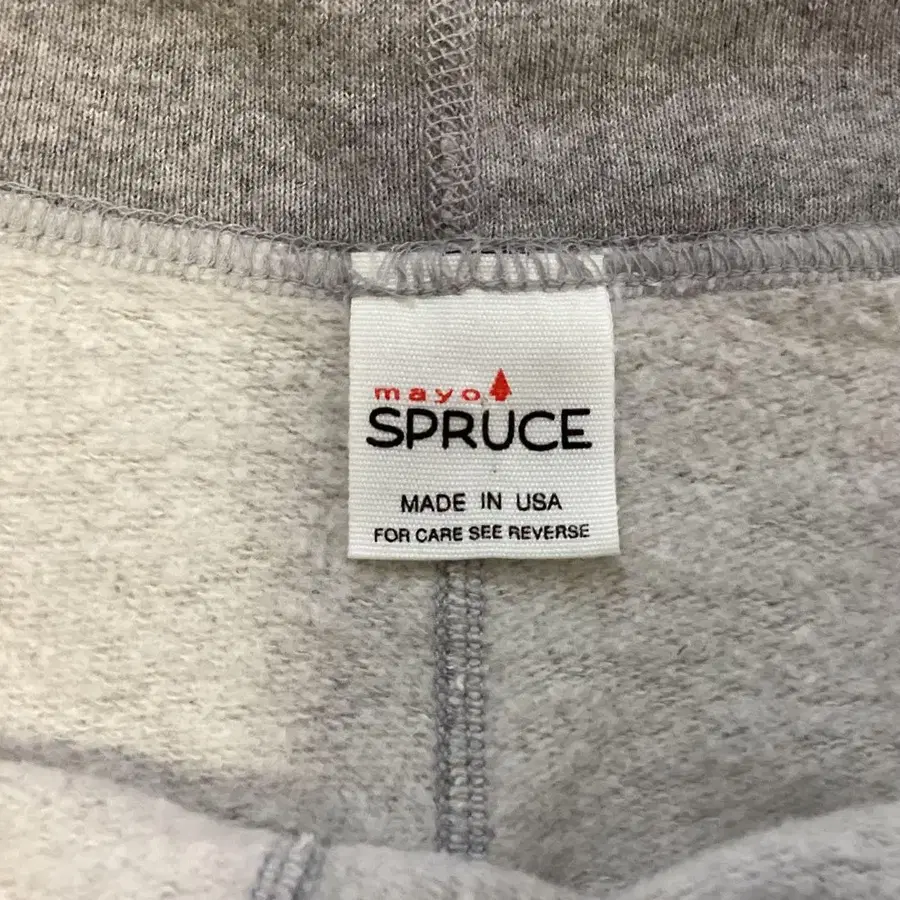 mayo
SPRUCE
MADE IN USA
FOR CARE SEE REVERSE